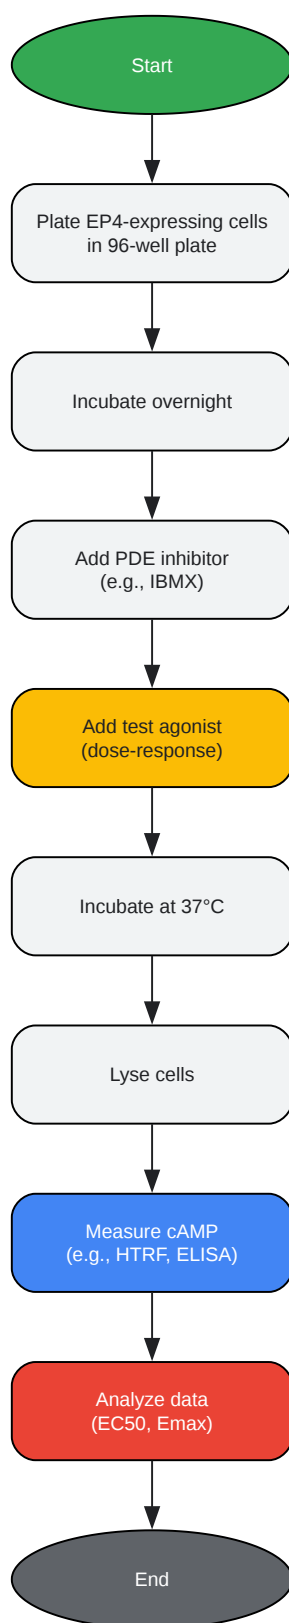 Start
Plate EP4-expressing cells
in 96-well plate
Incubate overnight
Add PDE inhibitor
(e.g., IBMX)
Add test agonist
(dose-response)
Incubate at 37°C
Lyse cells
Measure cAMP
(e.g., HTRF, ELISA)
Analyze data
(EC50, Emax)
End